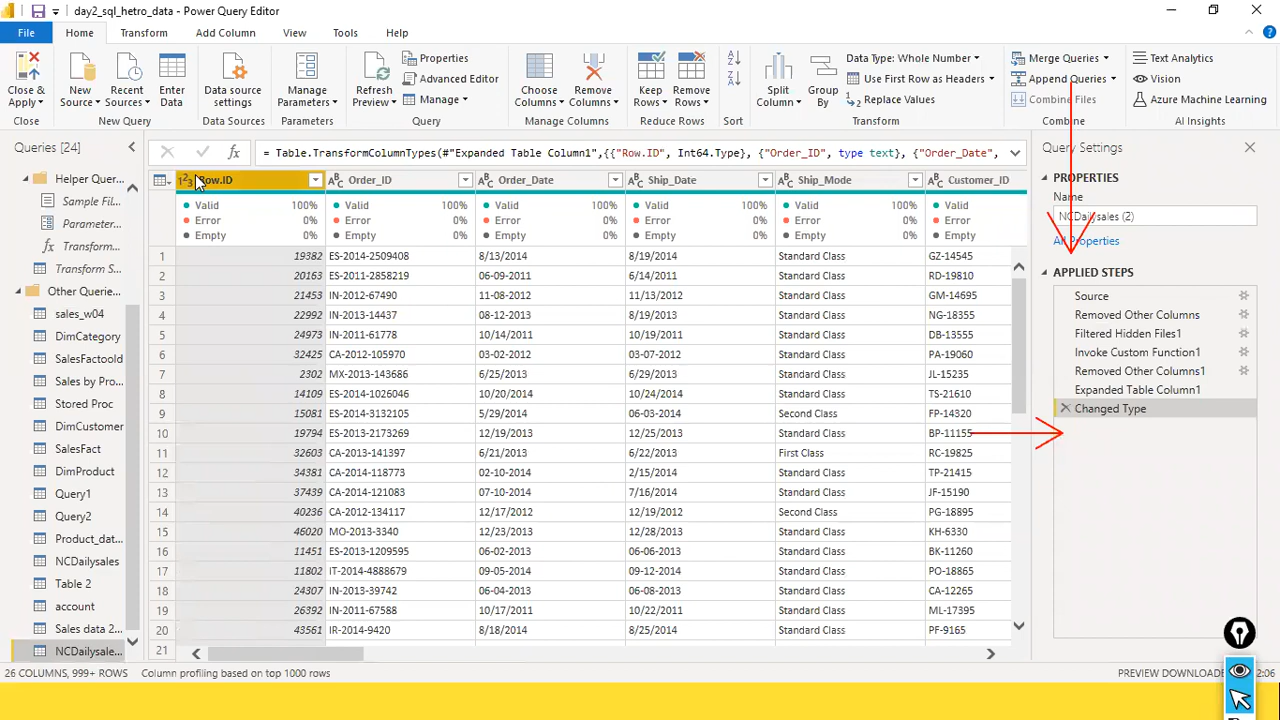 day2_sql_hetro_data - Power Query Editor
File Home Transform Add Column View Tools Help
Close & Apply
New Source
Recent Sources
Enter Data
Data source settings
Manage Parameters
Refresh Preview
Properties
Advanced Editor
Manage
Choose Columns
Remove Columns
Keep Rows
Remove Rows
Split Column
Group By
Data Type: Whole Number
Use First Row as Headers
Replace Values
Merge Queries
Append Queries
Combine Files
Text Analytics
Vision
Azure Machine Learning
Close New Query Data Sources Parameters Query Manage Columns Reduce Rows Sort Transform Combine AI Insights
Queries [24]
Helper Quer...
Sample Fil...
Parameter...
Transform...
Transform S...
Other Querie...
sales_w04
DimCategory
SalesFactoold
Sales by Pro...
Stored Proc
DimCustomer
SalesFact
DimProduct
Query1
Query2
Product_dat...
NCDailysales
Table 2
account
Sales data 2...
NCDailysale...
= Table.TransformColumnTypes(#"Expanded Table Column1",{{"Row.ID", Int64.Type}, {"Order_ID", type text}, {"Order_Date",
Row.ID Order_ID Order_Date Ship_Date Ship_Mode Customer_ID
Valid 100% Valid 100% Valid 100% Valid 100% Valid 100% Valid
Error 0% Error 0% Error 0% Error 0% Error 0% Error
Empty 0% Empty 0% Empty 0% Empty 0% Empty 0% Empty
1 19382 ES-2014-2509408 8/13/2014 8/19/2014 Standard Class GZ-14545
2 20163 ES-2011-2858219 06-09-2011 6/14/2011 Standard Class RD-19810
3 21453 IN-2012-67490 11-08-2012 11/13/2012 Standard Class GM-14695
4 22992 IN-2013-14437 08-12-2013 8/19/2013 Standard Class NG-18355
5 24973 IN-2011-61778 10/14/2011 10/19/2011 Standard Class DB-13555
6 32425 CA-2012-105970 03-02-2012 03-07-2012 Standard Class PA-19060
7 2302 MX-2013-143686 6/25/2013 6/29/2013 Standard Class JL-15235
8 14109 ES-2014-1026046 10/20/2014 10/24/2014 Standard Class TS-21610
9 15081 ES-2014-3132105 5/29/2014 06-03-2014 Second Class FP-14320
10 19794 ES-2013-2173269 12/19/2013 12/25/2013 Standard Class BP-11155
11 32603 CA-2013-141397 6/21/2013 6/22/2013 First Class RC-19825
12 34381 CA-2014-118773 02-10-2014 2/15/2014 Standard Class TP-21415
13 37439 CA-2014-121083 07-10-2014 7/16/2014 Standard Class JF-15190
14 40236 CA-2012-134117 12/17/2012 12/19/2012 Second Class PG-18895
15 46020 MO-2013-3340 12/23/2013 12/28/2013 Standard Class KH-6330
16 11451 ES-2013-1209595 06-02-2013 06-06-2013 Standard Class BK-11260
17 11802 IT-2014-4888679 09-05-2014 09-12-2014 Standard Class PO-18865
18 24307 IN-2013-39742 06-04-2013 06-08-2013 Standard Class CA-12265
19 26392 IN-2011-67588 10/17/2011 10/22/2011 Standard Class ML-17395
20 43561 IR-2014-9420 8/18/2014 8/25/2014 Standard Class PF-9165
21
Query Settings
PROPERTIES
Name
NCDailysales (2)
All Properties
APPLIED STEPS
Source
Removed Other Columns
Filtered Hidden Files1
Invoke Custom Function1
Removed Other Columns1
Expanded Table Column1
Changed Type
26 COLUMNS, 999+ ROWS Column profiling based on top 1000 rows
PREVIEW DOWNLOADE
2:06